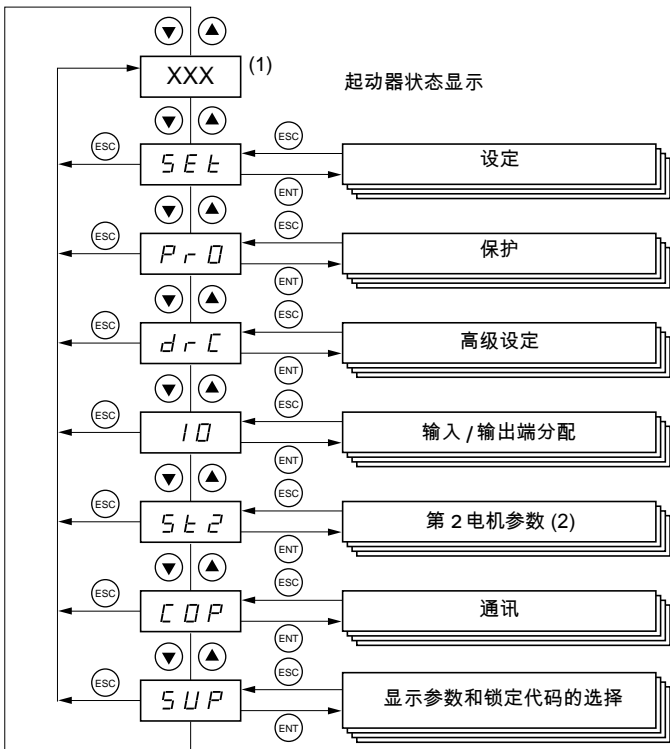 XXX (1)
起动器状态显示
ESC ESC
SEt 设定
ENT
ESC ESC
PrO 保护
ENT
ESC ESC
drC 高级设定
ENT
ESC ESC
IO 输入 / 输出端分配
ENT
ESC ESC
St2 第 2 电机参数 (2)
ENT
ESC ESC
COP 通讯
ENT
ESC ESC
SUP 显示参数和锁定代码的选择
ENT